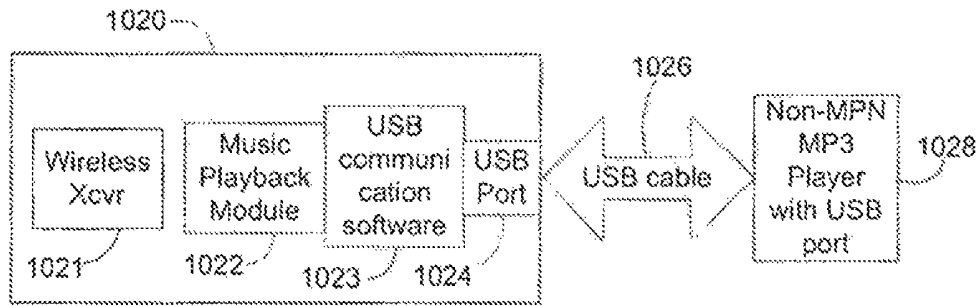 1020
Wireless
Xcvr
1021
Music
Playback
Module
1022
USB
communi
cation
software
1023
USB
Port
1024
1026
USB cable
Non-MPN
MP3
Player
with USB
port
1028